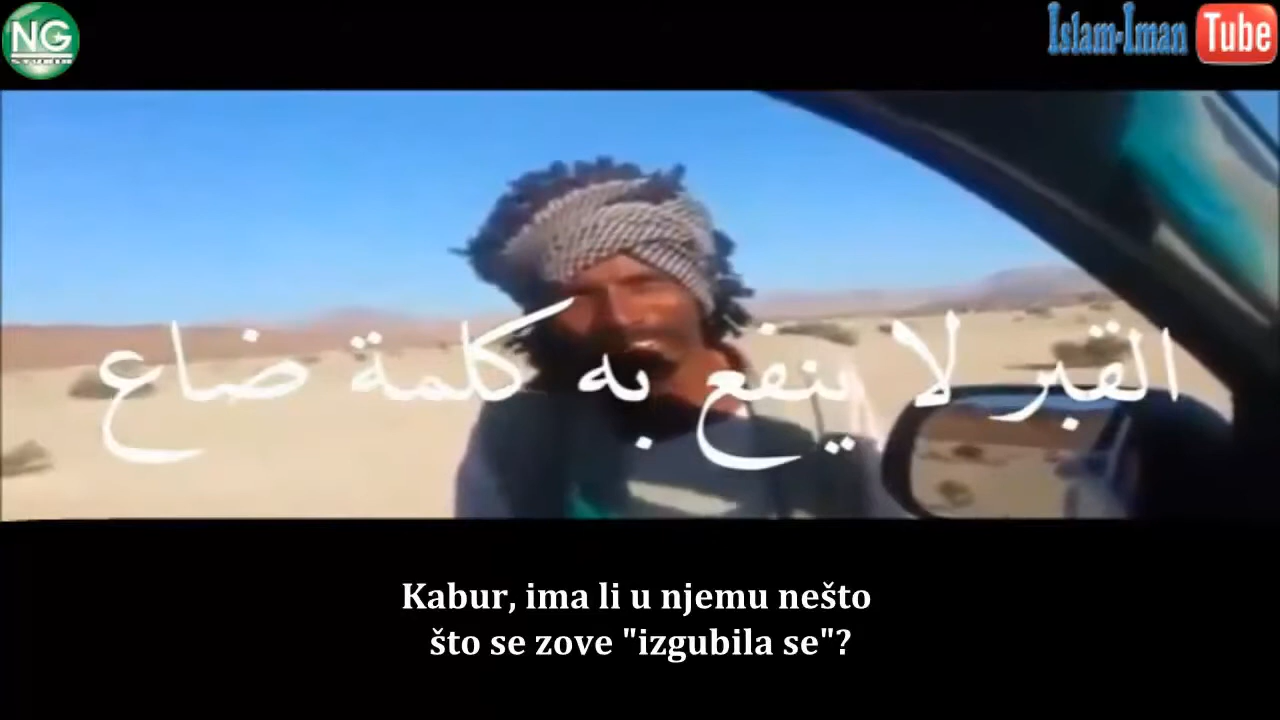 NG
STUDIO
Islam-Iman Tube
القبر لا ينفع به كلمة ضاع
Kabur, ima li u njemu nešto
što se zove "izgubila se"?